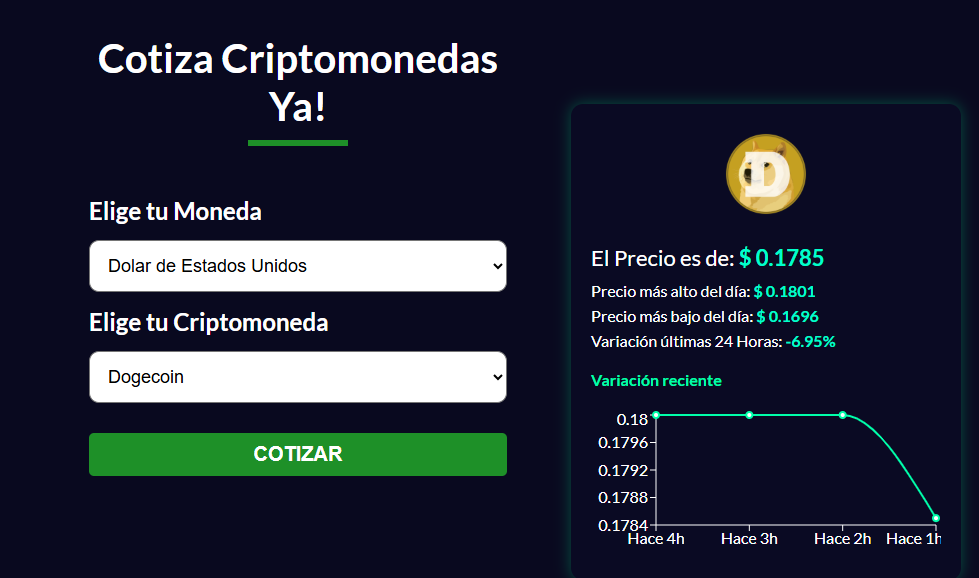 Cotiza Criptomonedas
Ya!
Elige tu Moneda
Dolar de Estados Unidos
Elige tu Criptomoneda
Dogecoin
COTIZAR
D
El Precio es de: $ 0.1785
Precio más alto del día: $ 0.1801
Precio más bajo del día: $ 0.1696
Variación últimas 24 Horas: -6.95%
Variación reciente
0.18
0.1796
0.1792
0.1788
0.1784
Hace 4h Hace 3h Hace 2h Hace 1h